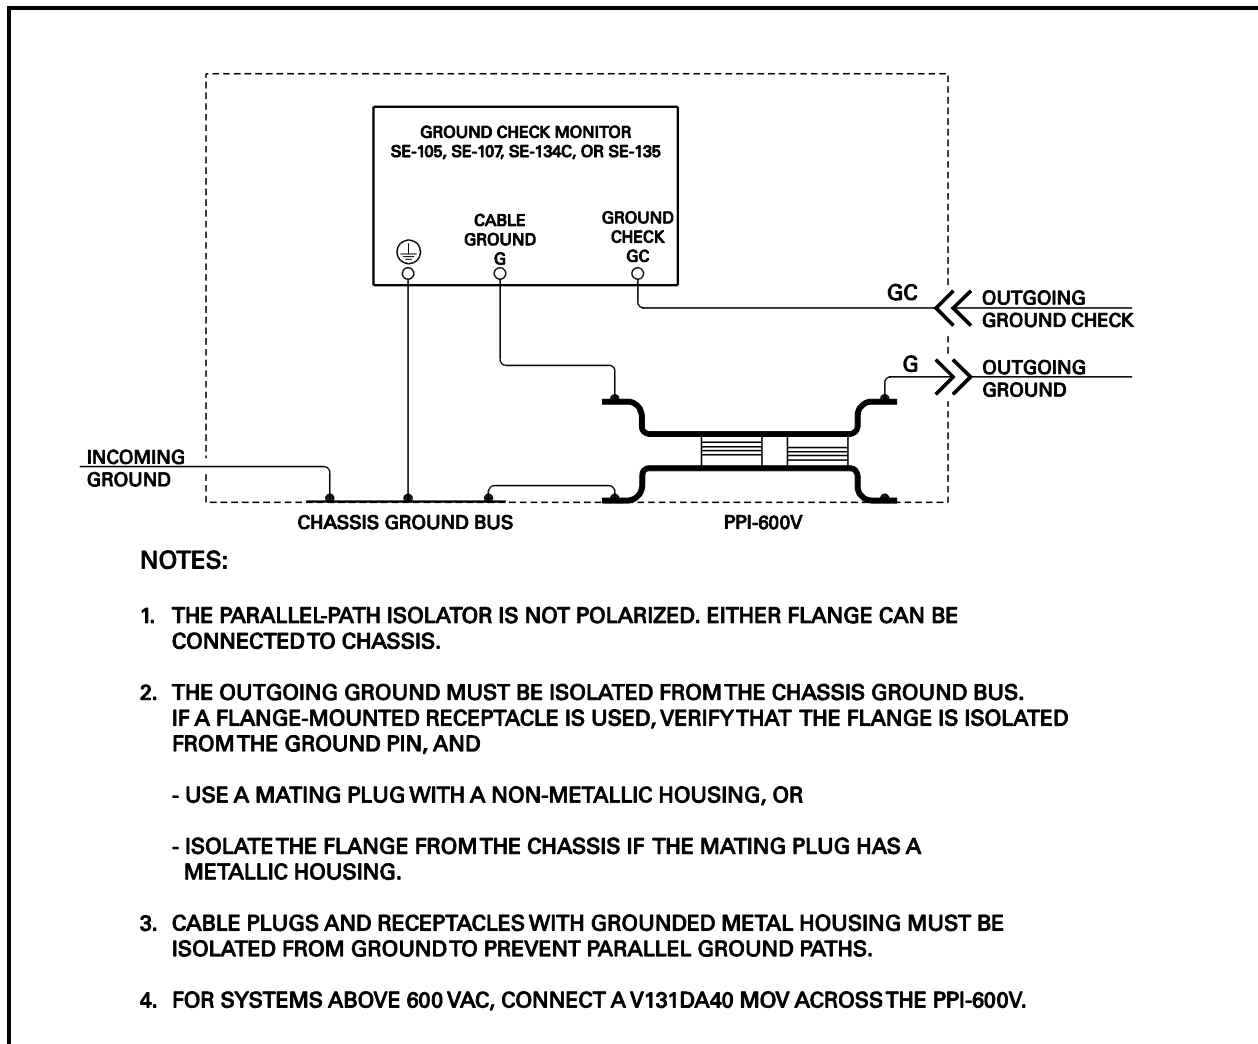 GROUND CHECK MONITOR
SE-105, SE-107, SE-134C, OR SE-135
CABLE
GROUND
G
GROUND
CHECK
GC
GC
OUTGOING
GROUND CHECK
G
OUTGOING
GROUND
INCOMING
GROUND
CHASSIS GROUND BUS
PPI-600V
NOTES:
1. THE PARALLEL-PATH ISOLATOR IS NOT POLARIZED. EITHER FLANGE CAN BE
CONNECTED TO CHASSIS.
2. THE OUTGOING GROUND MUST BE ISOLATED FROM THE CHASSIS GROUND BUS.
IF A FLANGE-MOUNTED RECEPTACLE IS USED, VERIFY THAT THE FLANGE IS ISOLATED
FROM THE GROUND PIN, AND
- USE A MATING PLUG WITH A NON-METALLIC HOUSING, OR
- ISOLATE THE FLANGE FROM THE CHASSIS IF THE MATING PLUG HAS A
METALLIC HOUSING.
3. CABLE PLUGS AND RECEPTACLES WITH GROUNDED METAL HOUSING MUST BE
ISOLATED FROM GROUND TO PREVENT PARALLEL GROUND PATHS.
4. FOR SYSTEMS ABOVE 600 VAC, CONNECT A V131DA40 MOV ACROSS THE PPI-600V.